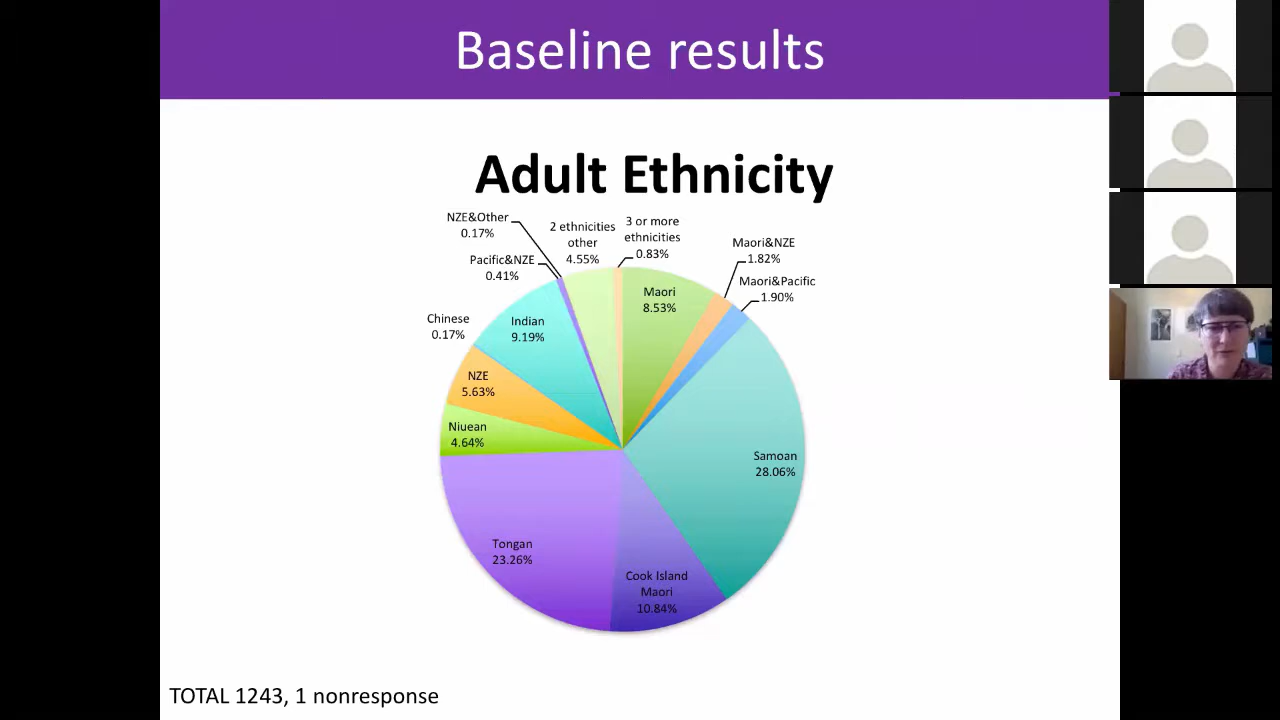 Baseline results
Adult Ethnicity
NZE&Other
0.17%
2 ethnicities
other
4.55%
3 or more
ethnicities
0.83%
Maori&NZE
1.82%
Pacific&NZE
0.41%
Maori&Pacific
1.90%
Maori
8.53%
Chinese
0.17%
Indian
9.19%
NZE
5.63%
Niuean
4.64%
Samoan
28.06%
Tongan
23.26%
Cook Island
Maori
10.84%
TOTAL 1243, 1 nonresponse